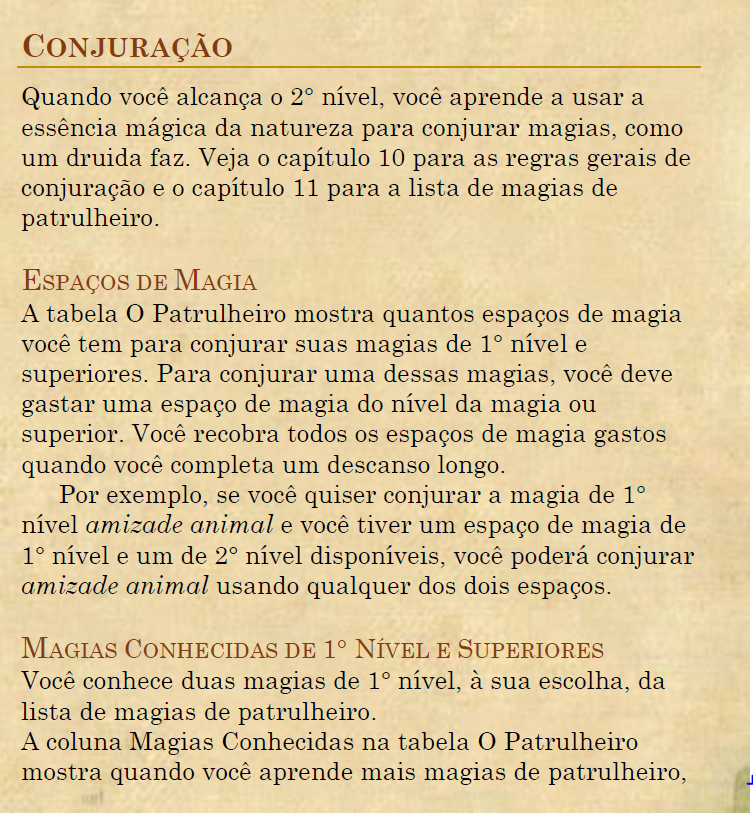 CONJURAÇÃO
Quando você alcança o 2° nível, você aprende a usar a
essência mágica da natureza para conjurar magias, como
um druida faz. Veja o capítulo 10 para as regras gerais de
conjuração e o capítulo 11 para a lista de magias de
patrulheiro.
ESPAÇOS DE MAGIA
A tabela O Patrulheiro mostra quantos espaços de magia
você tem para conjurar suas magias de 1° nível e
superiores. Para conjurar uma dessas magias, você deve
gastar uma espaço de magia do nível da magia ou
superior. Você recobra todos os espaços de magia gastos
quando você completa um descanso longo.
Por exemplo, se você quiser conjurar a magia de 1°
nível amizade animal e você tiver um espaço de magia de
1° nível e um de 2° nível disponíveis, você poderá conjurar
amizade animal usando qualquer dos dois espaços.
MAGIAS CONHECIDAS DE 1° NÍVEL E SUPERIORES
Você conhece duas magias de 1° nível, à sua escolha, da
lista de magias de patrulheiro.
A coluna Magias Conhecidas na tabela O Patrulheiro
mostra quando você aprende mais magias de patrulheiro,